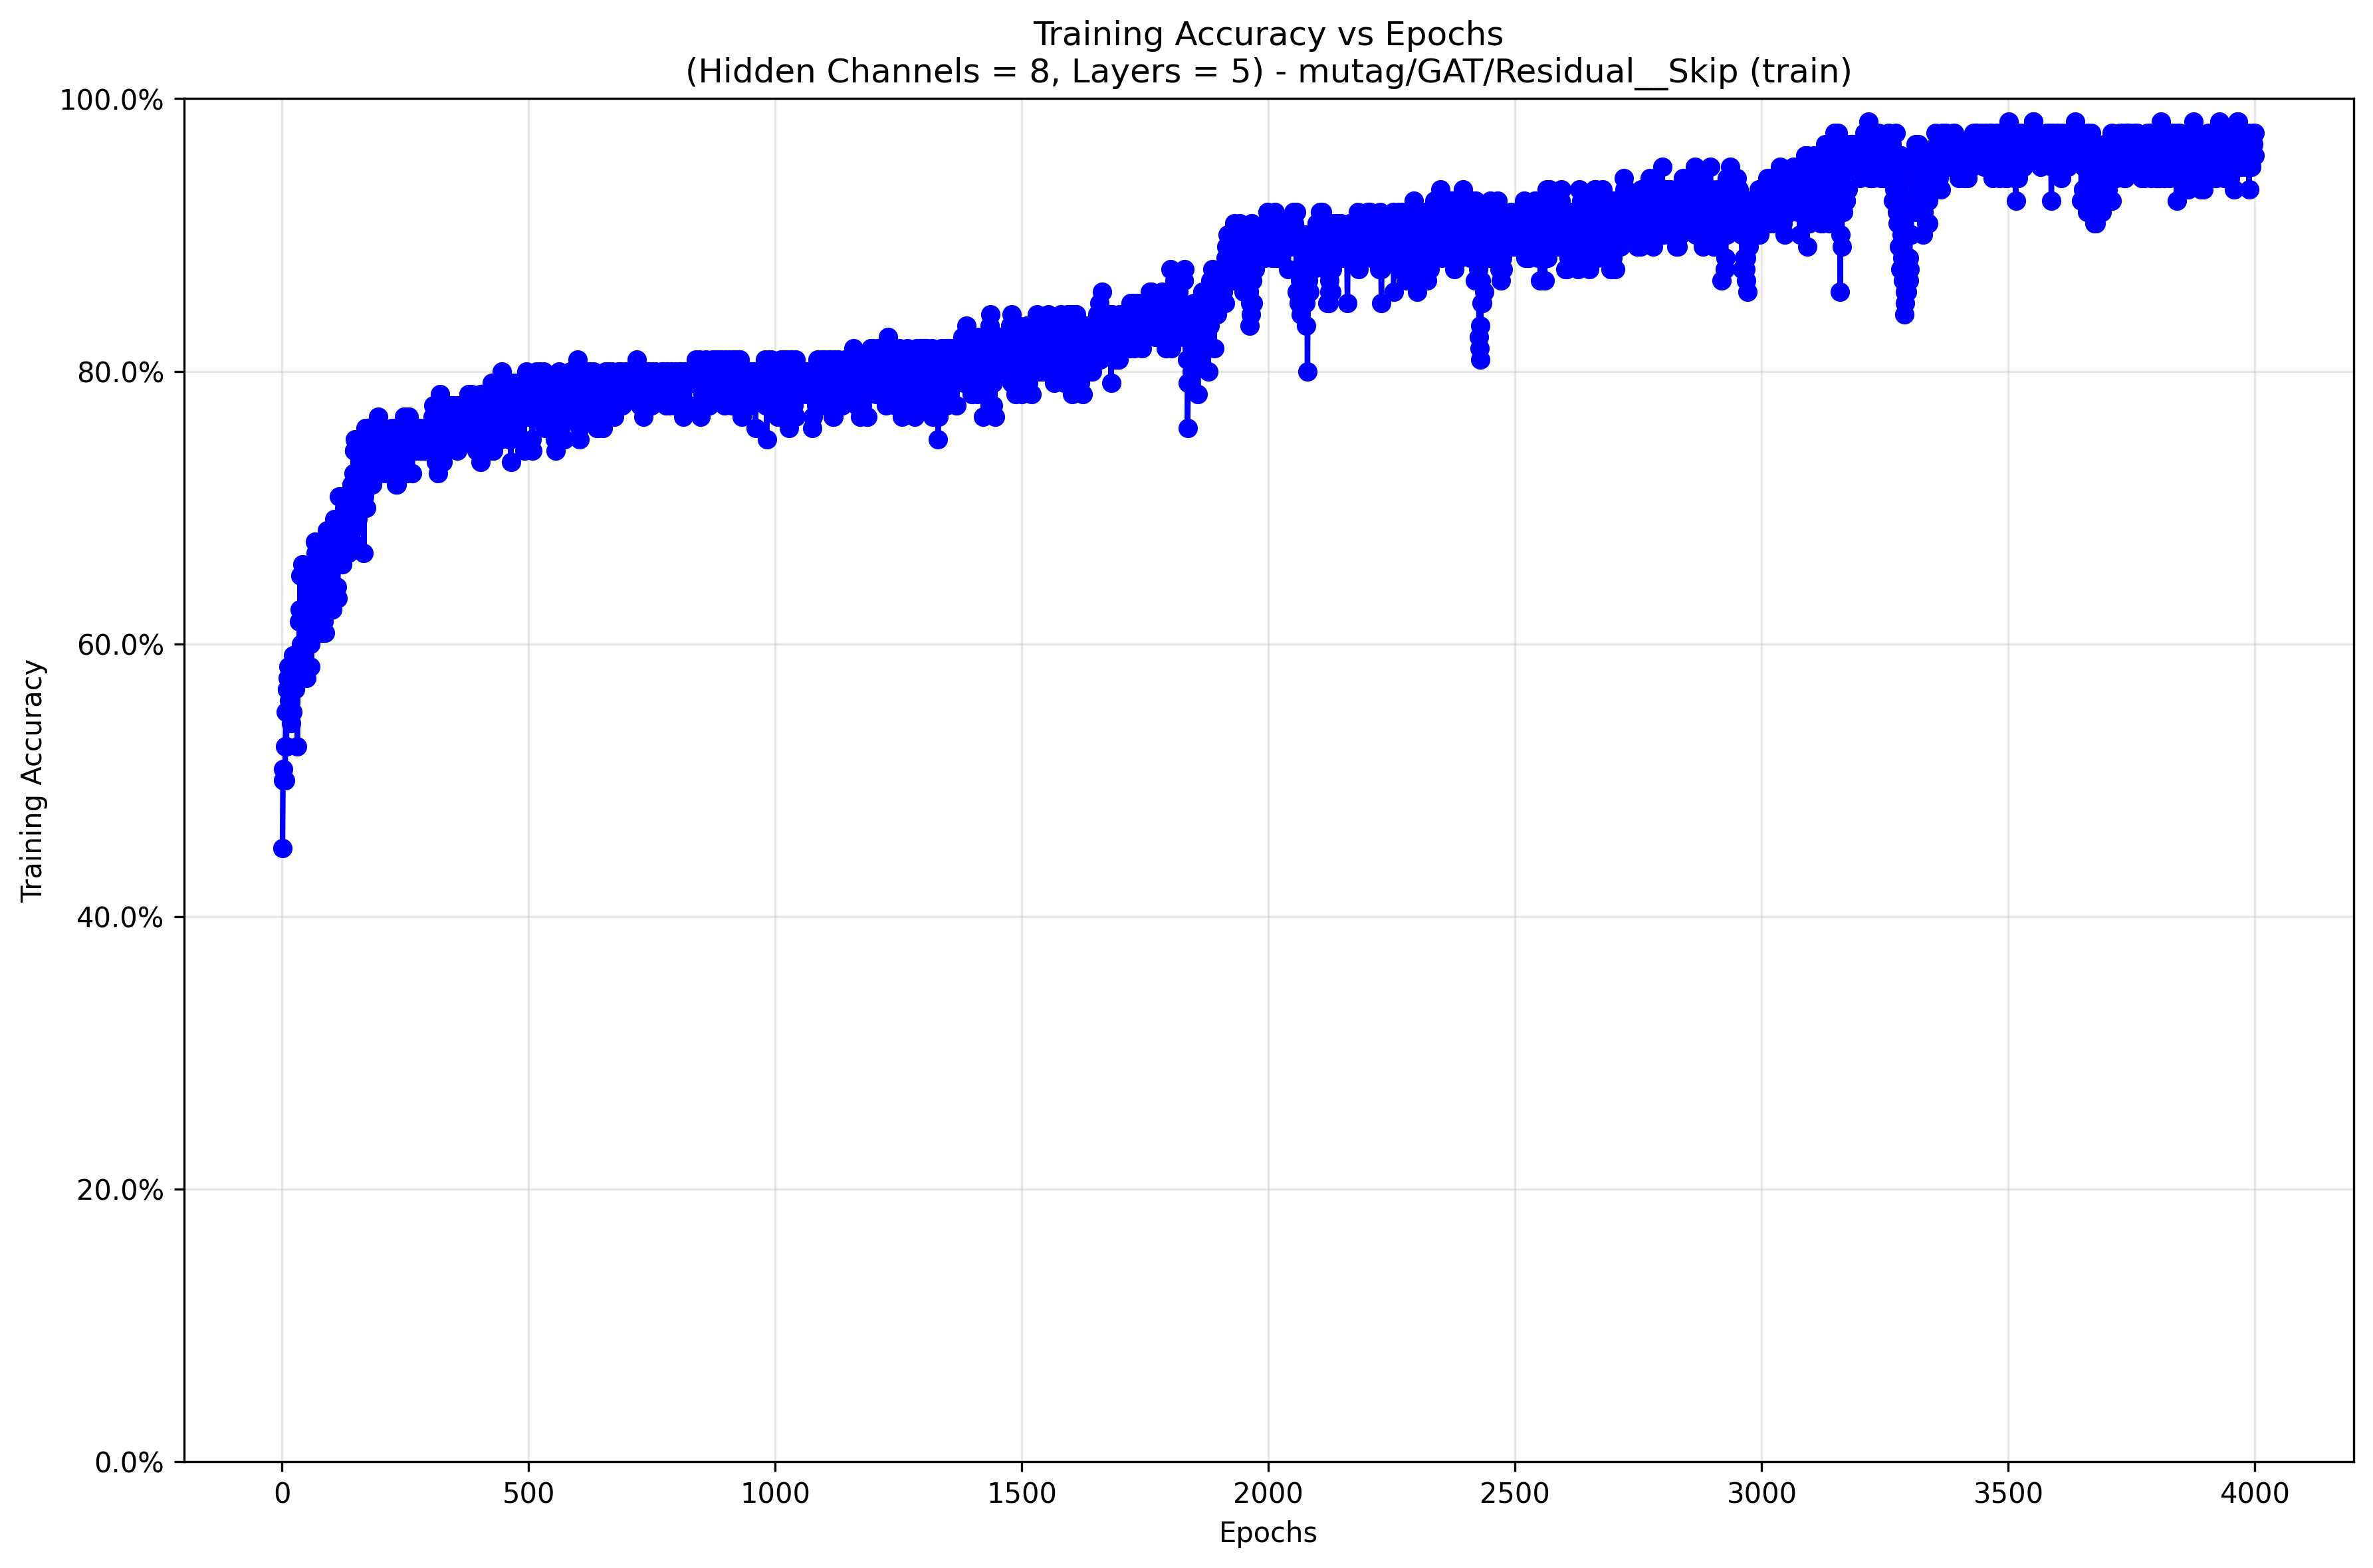 Training Accuracy vs Epochs
(Hidden Channels = 8, Layers = 5) - mutag/GAT/Residual__Skip (train)
100.0%
80.0%
60.0%
40.0%
20.0%
0.0%
Training Accuracy
0 500 1000 1500 2000 2500 3000 3500 4000
Epochs